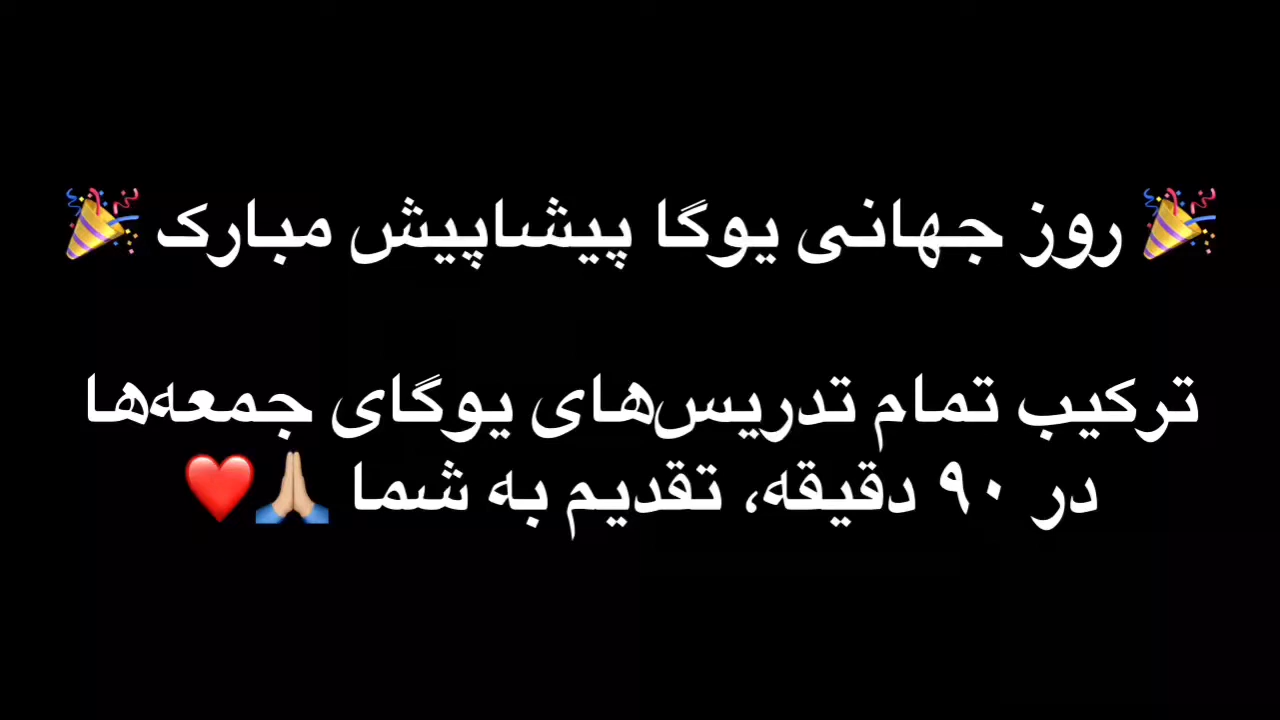 🎉 روز جهانی یوگا پیشاپیش مبارک 🎉
ترکیب تمام تدریس‌های یوگای جمعه‌ها
در ۹۰ دقیقه، تقدیم به شما 🙏🏼❤️